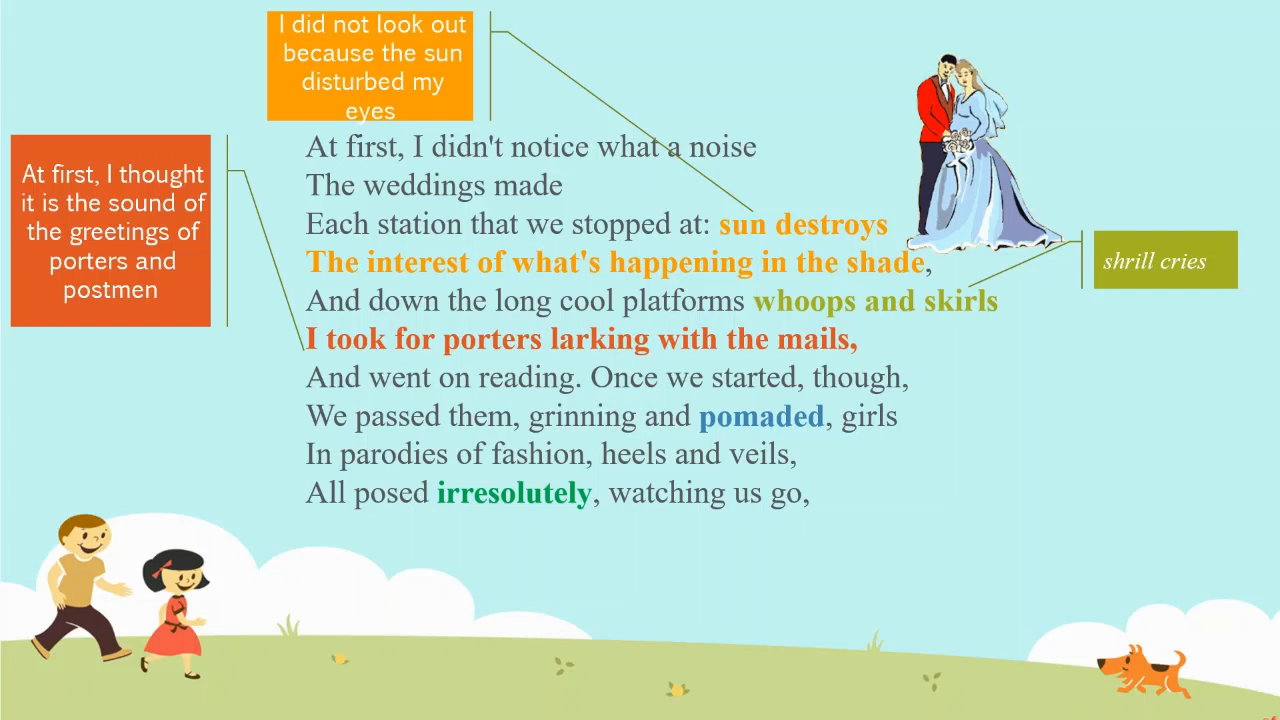 I did not look out
because the sun
disturbed my
eyes
At first, I thought
it is the sound of
the greetings of
porters and
postmen
At first, I didn't notice what a noise
The weddings made
Each station that we stopped at: sun destroys
The interest of what's happening in the shade,
And down the long cool platforms whoops and skirls
I took for porters larking with the mails,
And went on reading. Once we started, though,
We passed them, grinning and pomaded, girls
In parodies of fashion, heels and veils,
All posed irresolutely, watching us go,
shrill cries